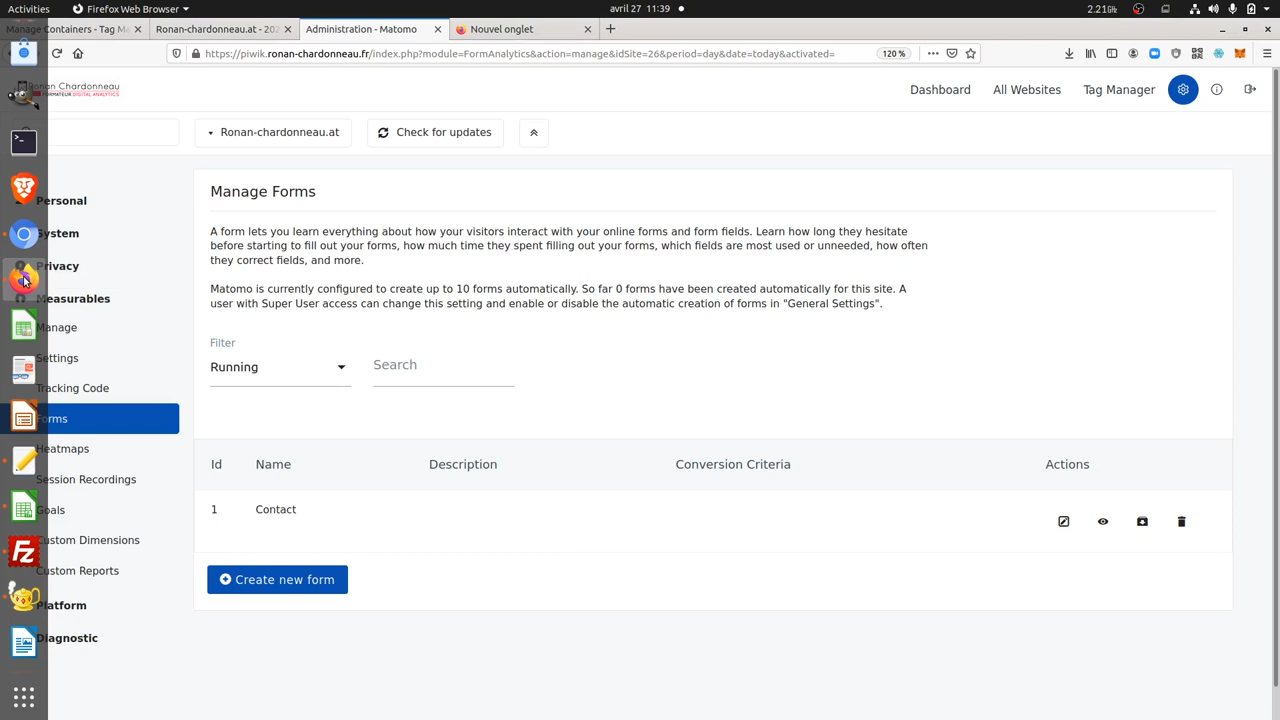 Activities
Firefox Web Browser
avril 27 11:39
2.21
Manage Containers - Tag M
Ronan-chardonneau.at - 202
Administration - Matomo
Nouvel onglet
https://piwik.ronan-chardonneau.fr/index.php?module=FormAnalytics&action=manage&idSite=26&period=day&date=today&activated=
120 %
onan Chardonneau
FORMATEUR DIGITAL ANALYTICS
Dashboard
All Websites
Tag Manager
Ronan-chardonneau.at
Check for updates
Personal
System
Privacy
Measurables
Manage
Settings
Tracking Code
Forms
Heatmaps
Session Recordings
Goals
Custom Dimensions
Custom Reports
Platform
Diagnostic
Manage Forms
A form lets you learn everything about how your visitors interact with your online forms and form fields. Learn how long they hesitate
before starting to fill out your forms, how much time they spent filling out your forms, which fields are most used or unneeded, how often
they correct fields, and more.
Matomo is currently configured to create up to 10 forms automatically. So far 0 forms have been created automatically for this site. A
user with Super User access can change this setting and enable or disable the automatic creation of forms in "General Settings".
Filter
Running
Search
Id Name Description Conversion Criteria Actions
1 Contact
Create new form